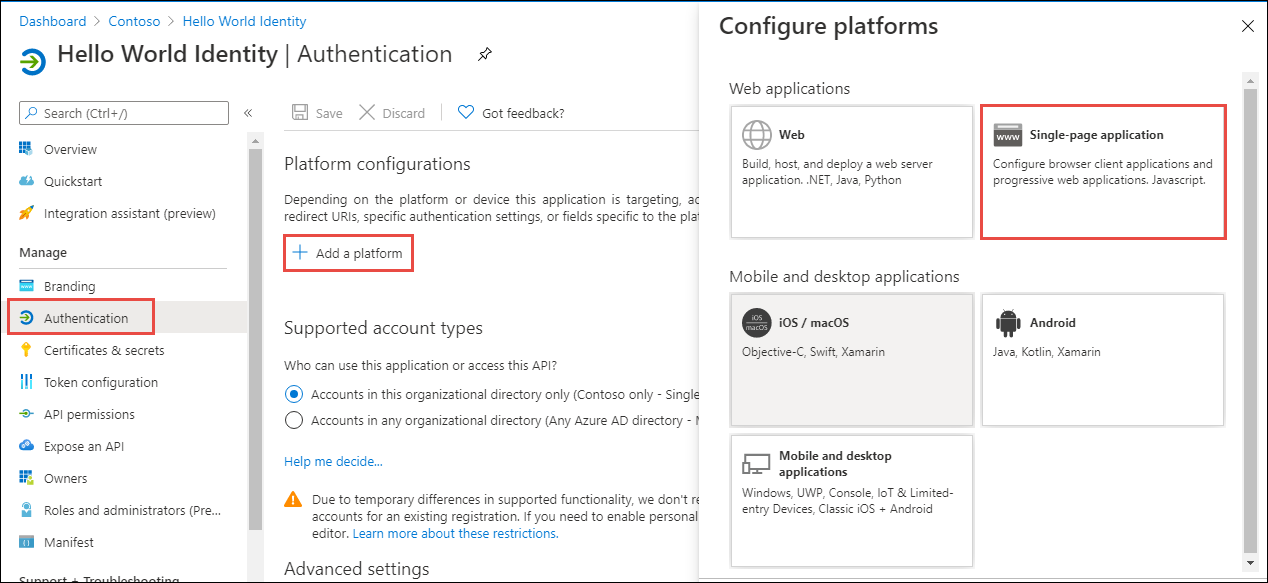 Dashboard > Contoso > Hello World Identity
Hello World Identity | Authentication
Search (Ctrl+/)
«
Overview
Quickstart
Integration assistant (preview)
Manage
Branding
Authentication
Certificates & secrets
Token configuration
API permissions
Expose an API
Owners
Roles and administrators (Pre...
Manifest
Support + Troubleshooting
Save
Discard
Got feedback?
Platform configurations
Depending on the platform or device this application is targeting,
redirect URIs, specific authentication settings, or fields specific to the
+ Add a platform
Supported account types
Who can use this application or access this API?
Accounts in this organizational directory only (Contoso only - Single
Accounts in any organizational directory (Any Azure AD directory -
Help me decide...
Due to temporary differences in supported functionality, we don't
accounts for an existing registration. If you need to enable personal
editor. Learn more about these restrictions.
Advanced settings
Configure platforms
Web applications
Web
Build, host, and deploy a web server
application. .NET, Java, Python
www
Single-page application
Configure browser client applications and
progressive web applications. Javascript.
Mobile and desktop applications
iOS
macOS
iOS / macOS
Objective-C, Swift, Xamarin
Android
Java, Kotlin, Xamarin
Mobile and desktop
applications
Windows, UWP, Console, IoT & Limited-
entry Devices, Classic iOS + Android